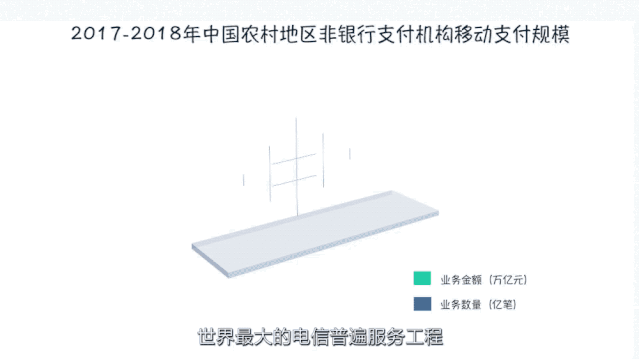 2017-2018年中国农村地区非银行支付机构移动支付规模
业务金额（万亿元）
业务数量（亿笔）
世界最大的电信普遍服务工程